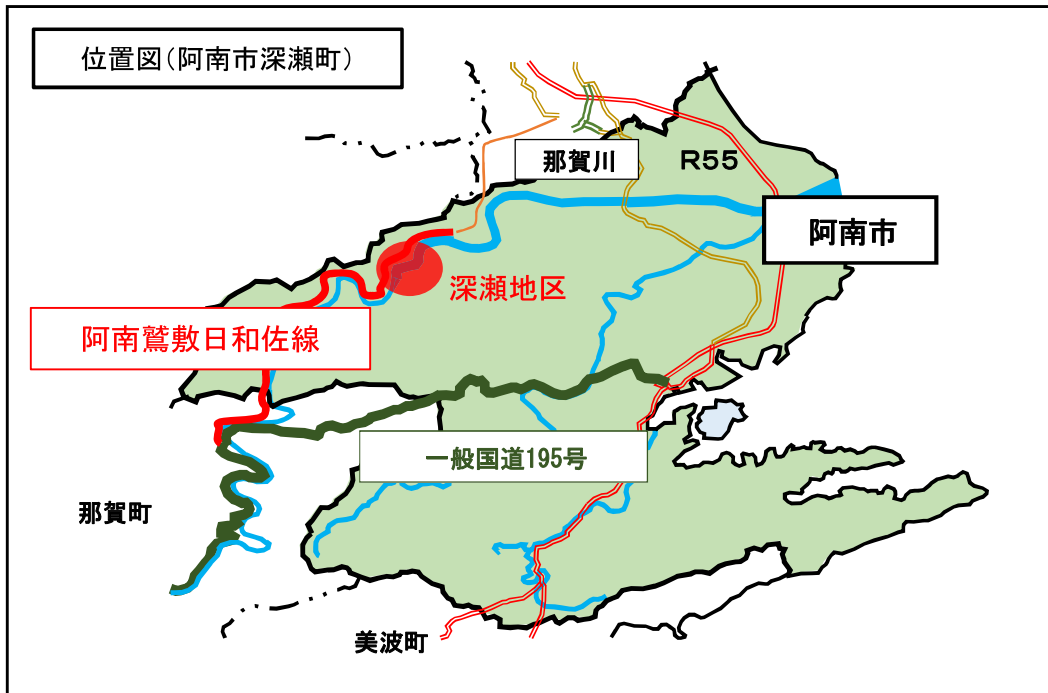 位置図(阿南市深瀬町)
那賀川
R55
阿南市
深瀬地区
阿南鷲敷日和佐線
一般国道195号
那賀町
美波町